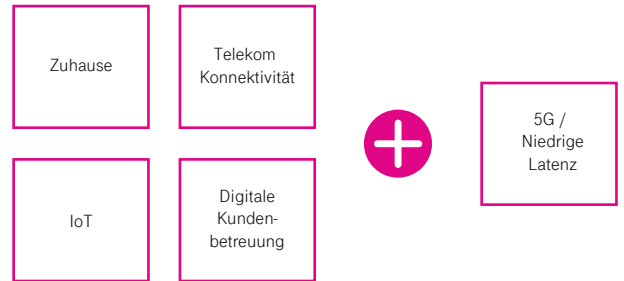 Zuhause
Telekom
Konnektivität
IoT
Digitale
Kunden-
betreuung
5G /
Niedrige
Latenz